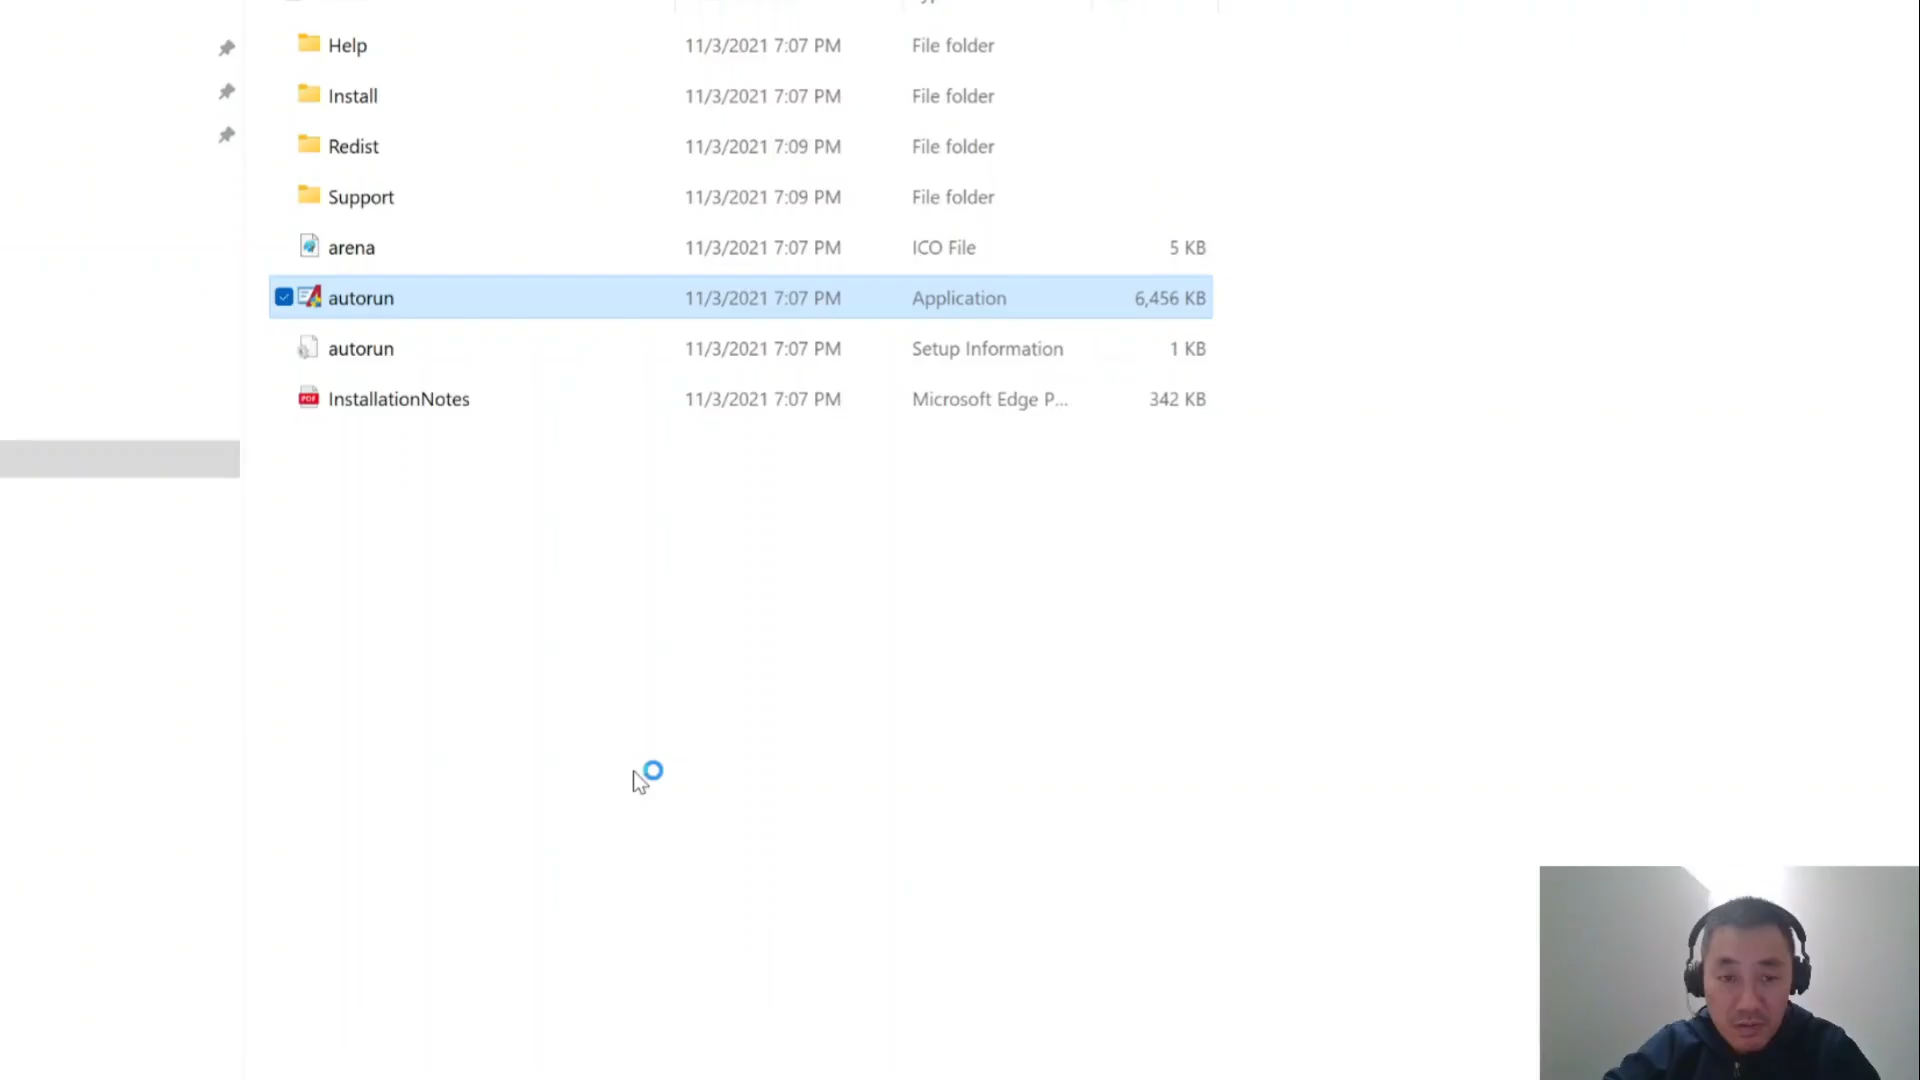 Help 11/3/2021 7:07 PM File folder
Install 11/3/2021 7:07 PM File folder
Redist 11/3/2021 7:09 PM File folder
Support 11/3/2021 7:09 PM File folder
arena 11/3/2021 7:07 PM ICO File 5 KB
autorun 11/3/2021 7:07 PM Application 6,456 KB
autorun 11/3/2021 7:07 PM Setup Information 1 KB
PDF InstallationNotes 11/3/2021 7:07 PM Microsoft Edge P... 342 KB